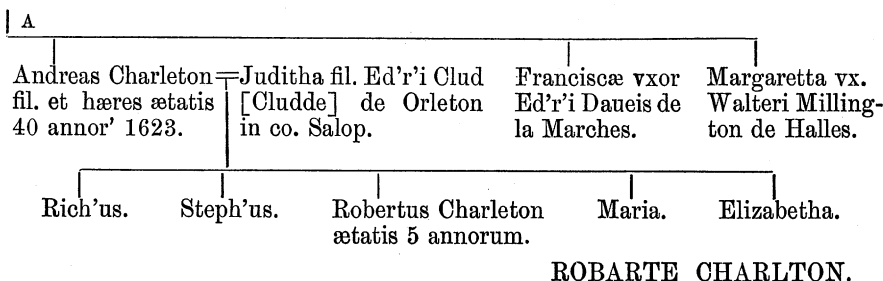 A
Andreas Charleton
fil. et hæres ætatis
40 annor' 1623.
Juditha fil. Ed'r'i Clud
[Cludde] de Orleton
in co. Salop.
Franciscæ vxor
Ed'r'i Daueis de
la Marches.
Margaretta vx.
Walteri Milling-
ton de Halles.
Rich'us.
Steph'us.
Robertus Charleton
ætatis 5 annorum.
Maria.
Elizabetha.
ROBARTE CHARLTON.